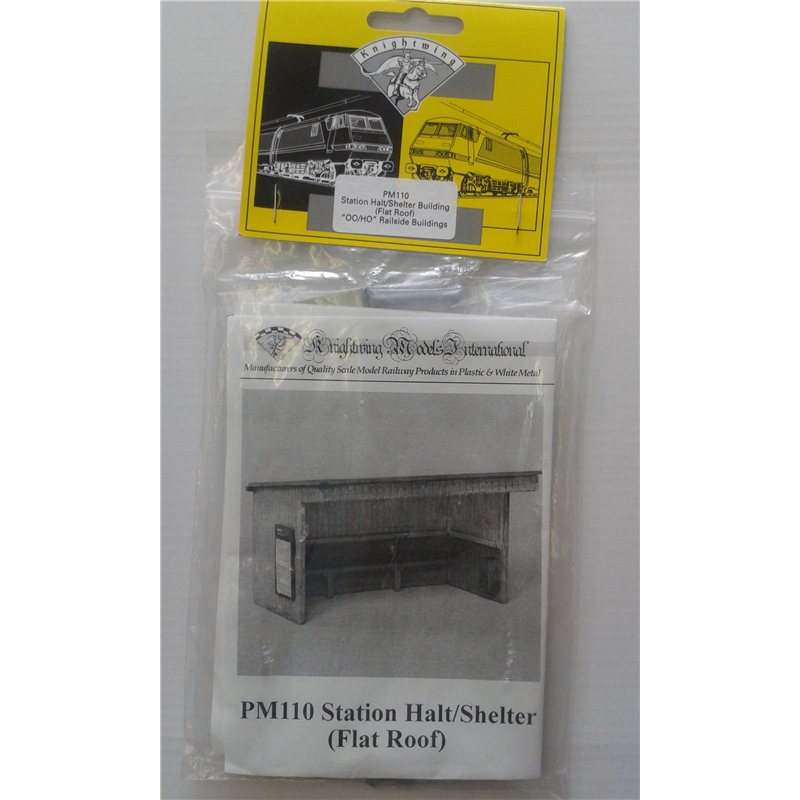 Knightwing
PM110
Station Halt/Shelter Building
(Flat Roof)
"OO/HO" Railside Buildings
Knightwing Models International
Manufacturers of Quality Scale Model Railway Products in Plastic & White Metal
PM110 Station Halt/Shelter
(Flat Roof)